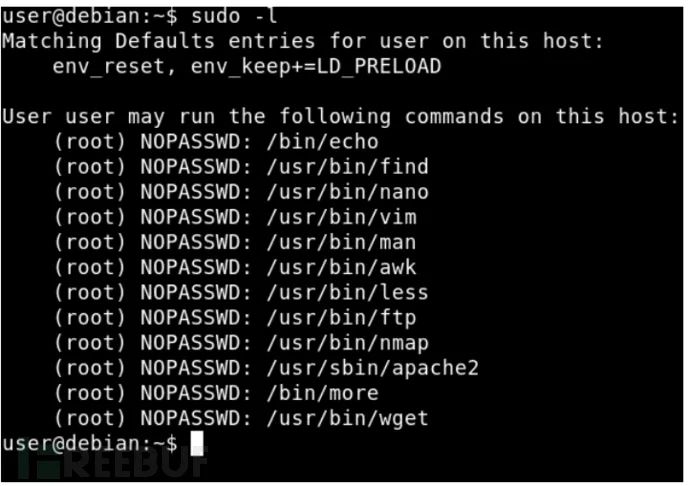 user@debian:~$ sudo -l
Matching Defaults entries for user on this host:
    env_reset, env_keep+=LD_PRELOAD

User user may run the following commands on this host:
    (root) NOPASSWD: /bin/echo
    (root) NOPASSWD: /usr/bin/find
    (root) NOPASSWD: /usr/bin/nano
    (root) NOPASSWD: /usr/bin/vim
    (root) NOPASSWD: /usr/bin/man
    (root) NOPASSWD: /usr/bin/awk
    (root) NOPASSWD: /usr/bin/less
    (root) NOPASSWD: /usr/bin/ftp
    (root) NOPASSWD: /usr/bin/nmap
    (root) NOPASSWD: /usr/sbin/apache2
    (root) NOPASSWD: /bin/more
    (root) NOPASSWD: /usr/bin/wget
user@debian:~$
FREEBUF